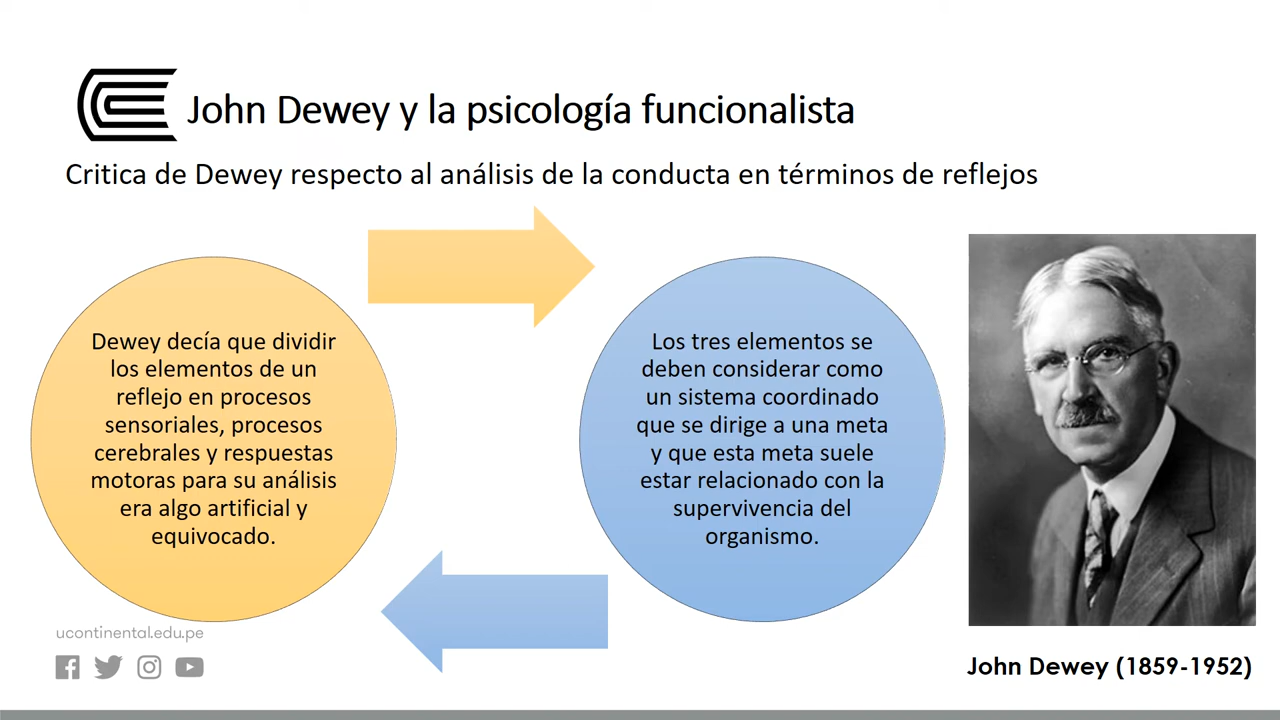 John Dewey y la psicología funcionalista
Critica de Dewey respecto al análisis de la conducta en términos de reflejos
Dewey decía que dividir
los elementos de un
reflejo en procesos
sensoriales, procesos
cerebrales y respuestas
motoras para su análisis
era algo artificial y
equivocado.
Los tres elementos se
deben considerar como
un sistema coordinado
que se dirige a una meta
y que esta meta suele
estar relacionado con la
supervivencia del
organismo.
ucontinental.edu.pe
John Dewey (1859-1952)